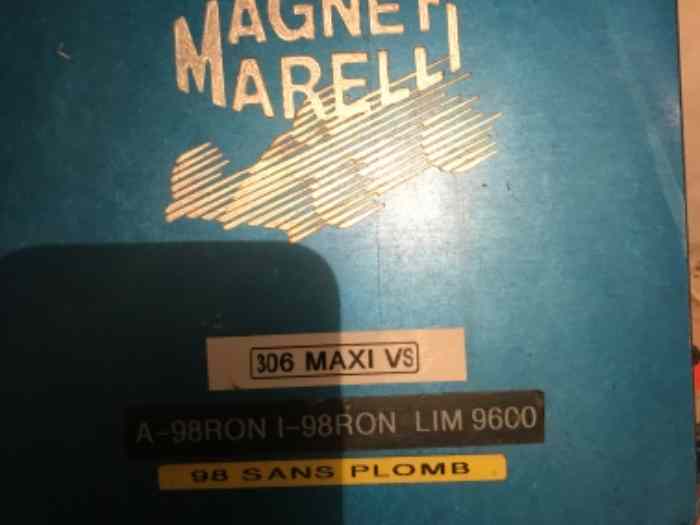 MAGNETI
MARELLI
306 MAXI VS
A-98RON I-98RON LIM 9600
98 SANS PLOMB